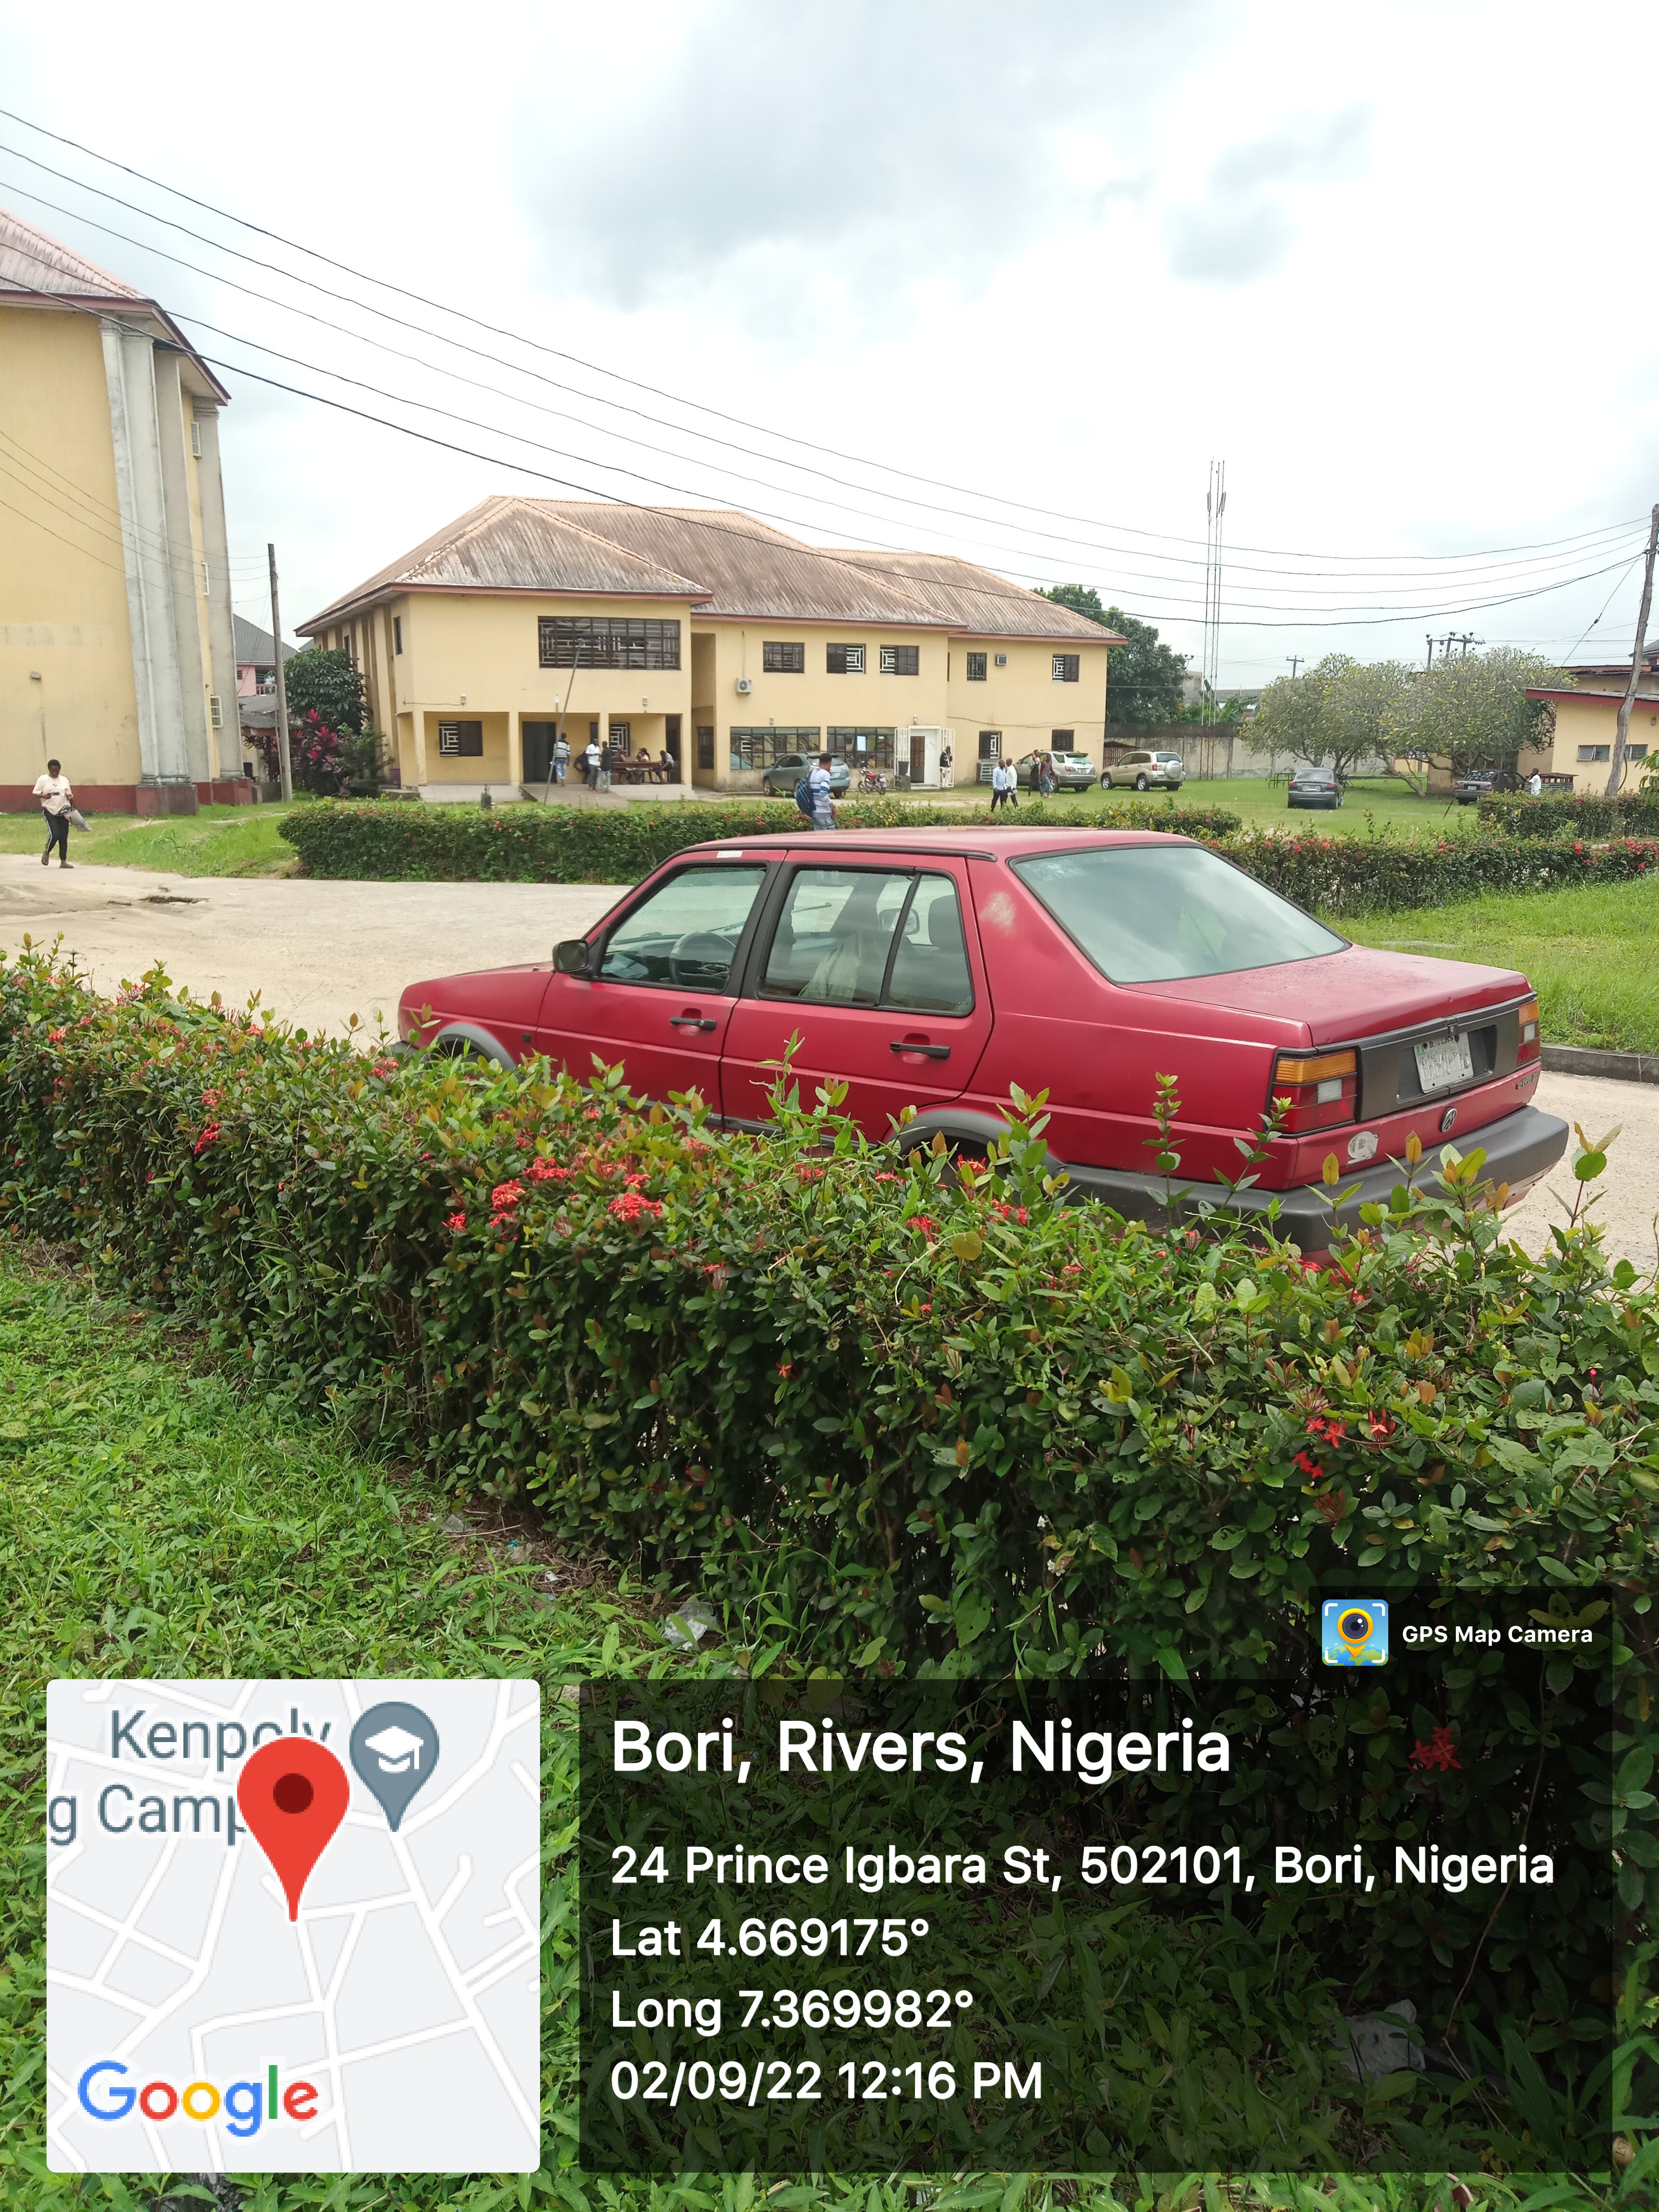 GPS Map Camera
Kenpoly
g Camp
Google
Bori, Rivers, Nigeria
24 Prince Igbara St, 502101, Bori, Nigeria
Lat 4.669175°
Long 7.369982°
02/09/22 12:16 PM